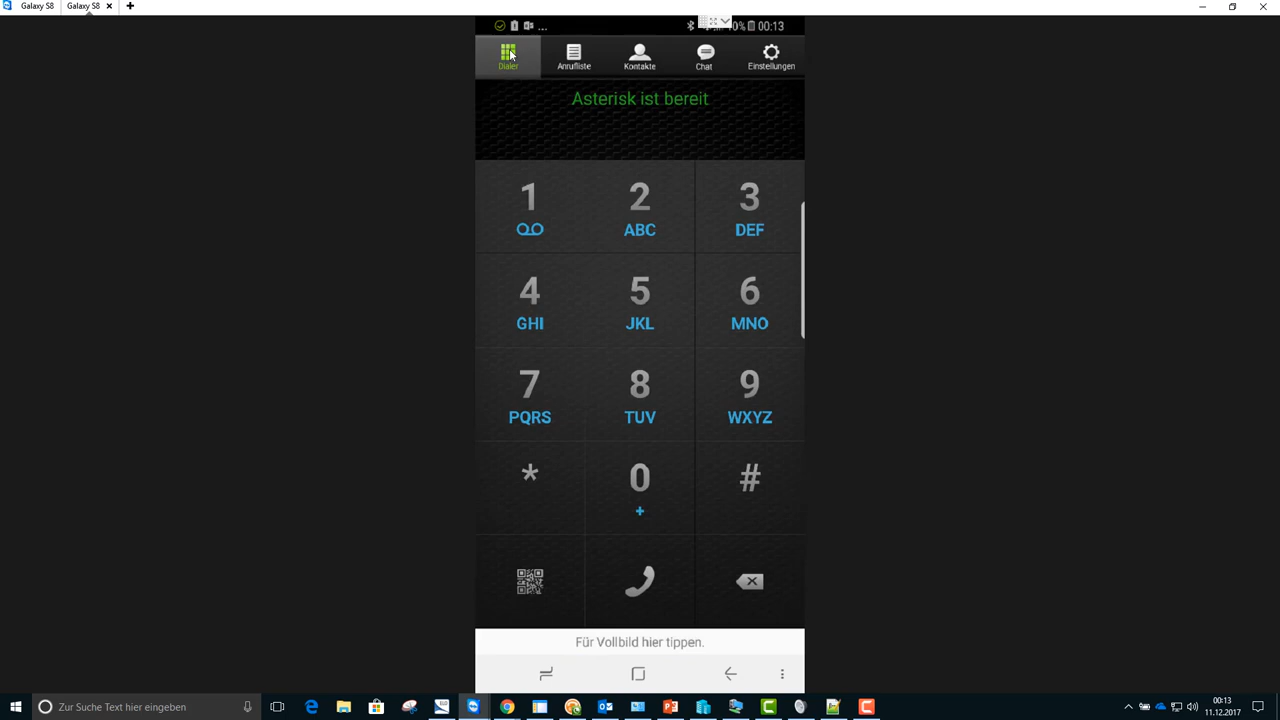 Galaxy S8
Galaxy S8
... 10% 00:13
Dialer
Anrufliste
Kontakte
Chat
Einstellungen
Asterisk ist bereit
1 2 3
ABC DEF
4 5 6
GHI JKL MNO
7 8 9
PQRS TUV WXYZ
* 0 #
+
Für Vollbild hier tippen.
Zur Suche Text hier eingeben
00:13
11.12.2017